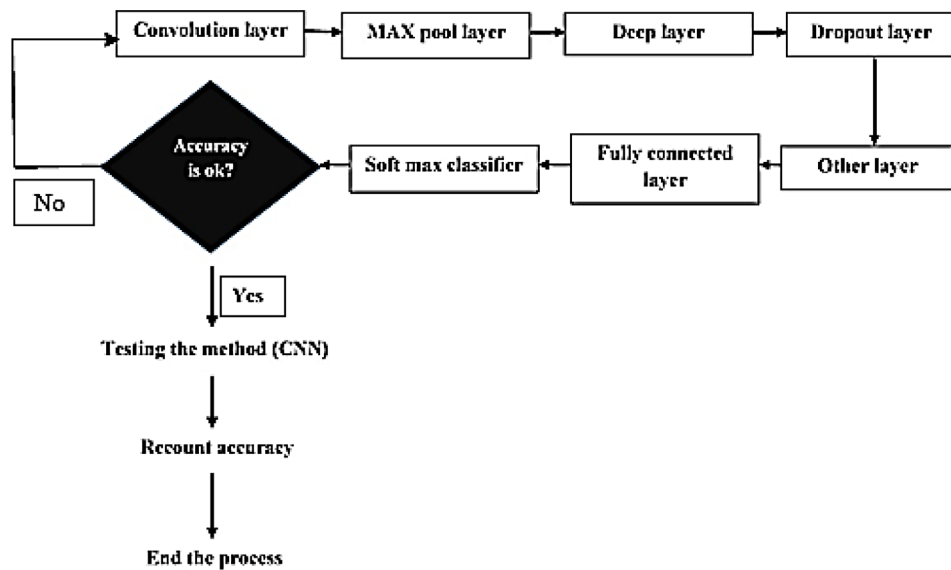 Convolution layer
MAX pool layer
Deep layer
Dropout layer
Other layer
Fully connected
layer
Soft max classifier
Accuracy
is ok?
No
Yes
Testing the method (CNN)
Recount accuracy
End the process